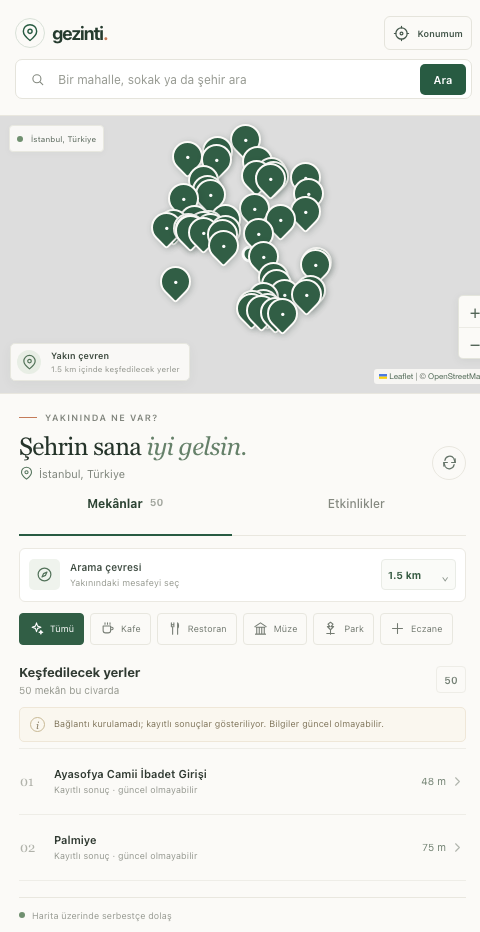 gezinti.
Konumum
Bir mahalle, sokak ya da şehir ara
Ara
İstanbul, Türkiye
+
−
Yakın çevren
1.5 km içinde keşfedilecek yerler
Leaflet | © OpenStreetMa
YAKININDA NE VAR?
Şehrin sana iyi gelsin.
İstanbul, Türkiye
Mekânlar 50
Etkinlikler
Arama çevresi
Yakınındaki mesafeyi seç
1.5 km
Tümü
Kafe
Restoran
Müze
Park
Eczane
Keşfedilecek yerler
50 mekân bu civarda
50
Bağlantı kurulamadı; kayıtlı sonuçlar gösteriliyor. Bilgiler güncel olmayabilir.
01
Ayasofya Camii İbadet Girişi
Kayıtlı sonuç · güncel olmayabilir
48 m
02
Palmiye
Kayıtlı sonuç · güncel olmayabilir
75 m
Harita üzerinde serbestçe dolaş